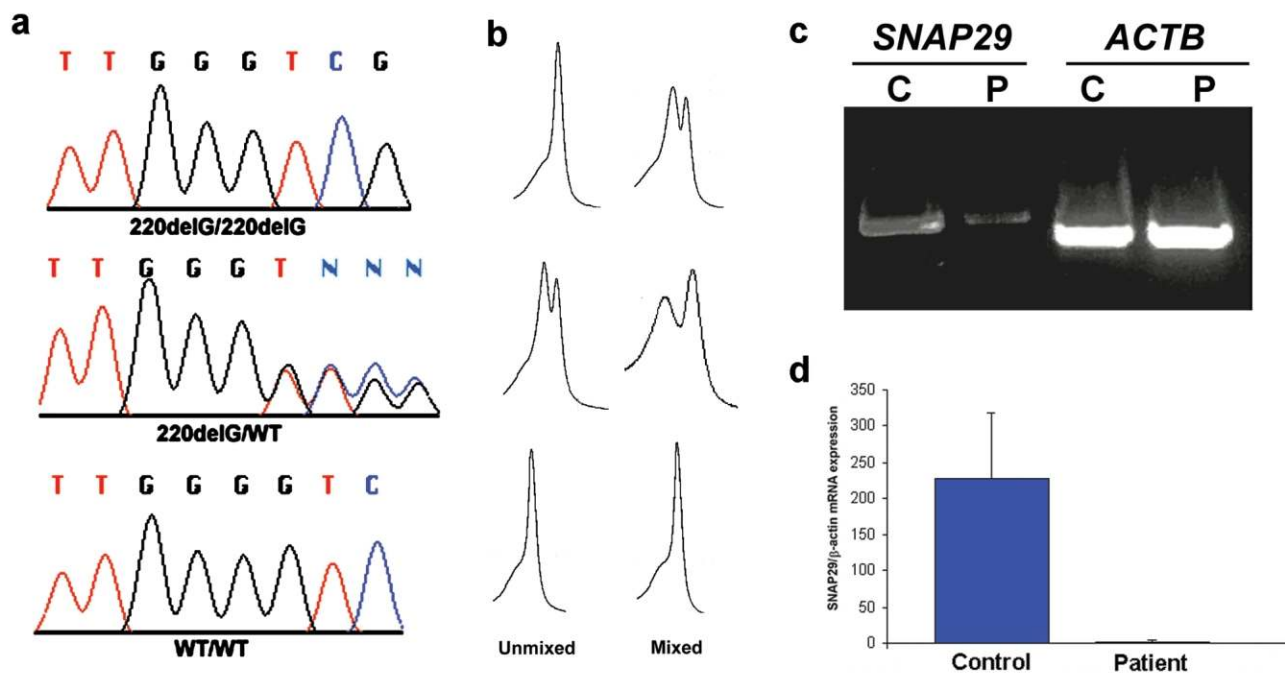 a
T T G G G T C G
220delG/220delG
T T G G G T N N N
220delG/WT
T T G G G G T C
WT/WT
b
Unmixed Mixed
c
SNAP29 ACTB
C P C P
d
SNAP29/β-actin mRNA expression
350
300
250
200
150
100
50
0
Control Patient